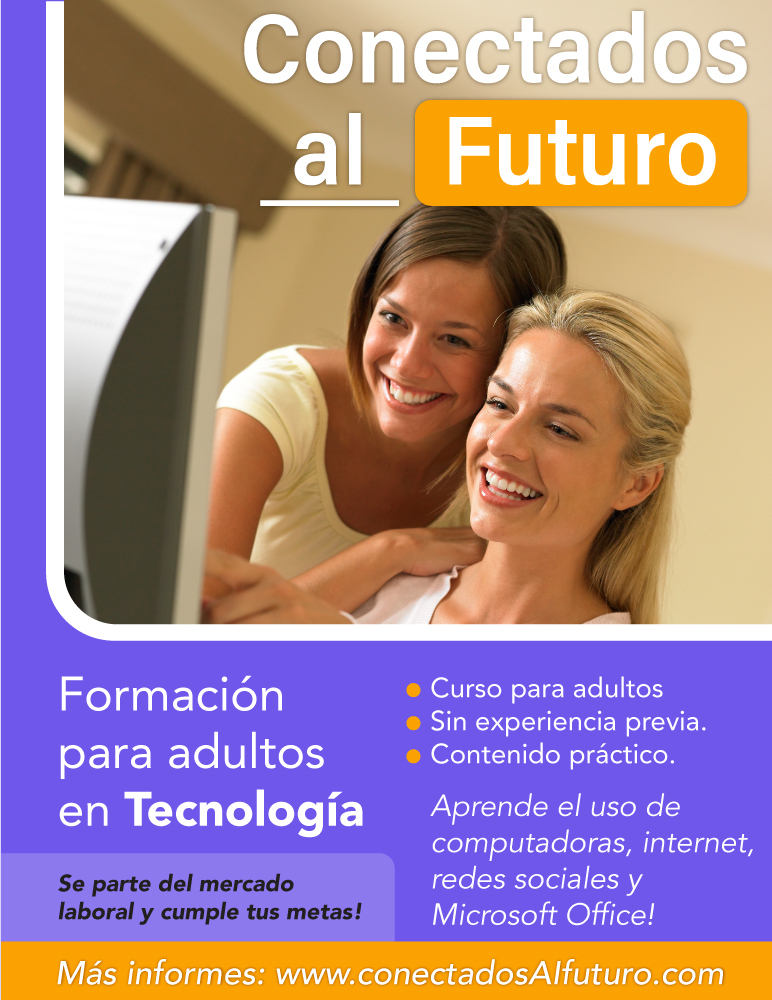 Conectados
al Futuro
Formación
para adultos
en Tecnología
Se parte del mercado
laboral y cumple tus metas!
Curso para adultos
Sin experiencia previa.
Contenido práctico.
Aprende el uso de
computadoras, internet,
redes sociales y
Microsoft Office!
Más informes: www.conectadosAlfuturo.com